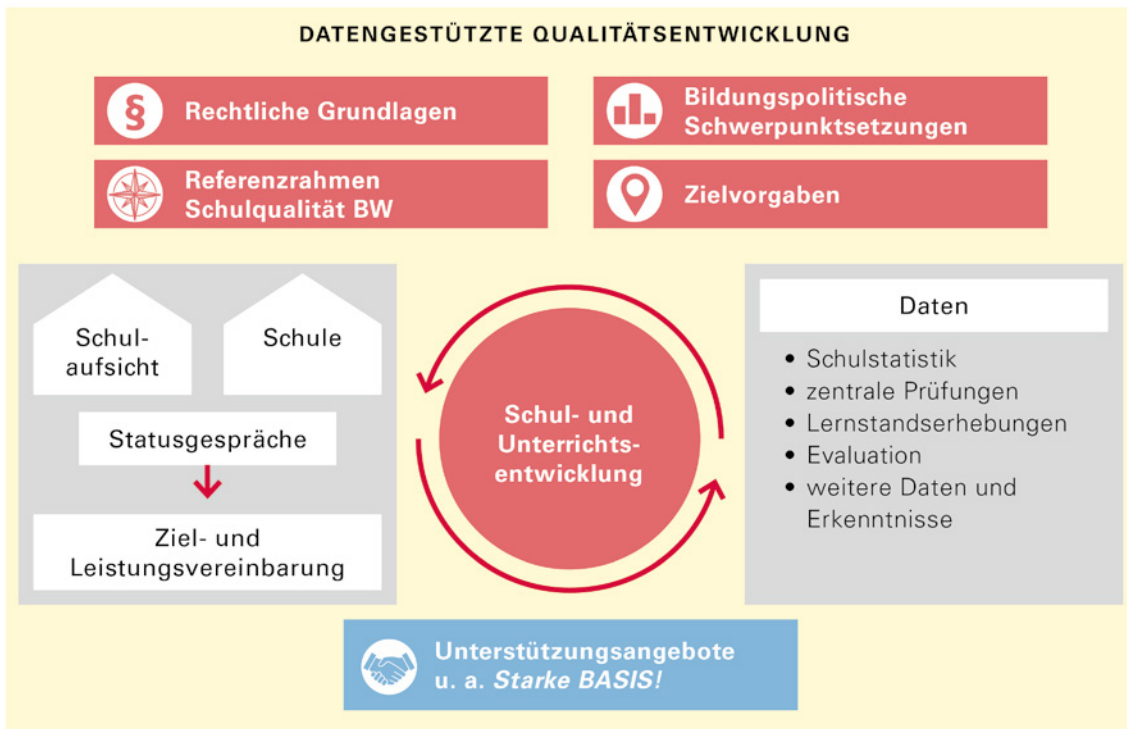 DATENGESTÜTZTE QUALITÄTSENTWICKLUNG
§ Rechtliche Grundlagen
Bildungspolitische
Schwerpunktsetzungen
Referenzrahmen
Schulqualität BW
Zielvorgaben
Schul-
aufsicht
Schule
Statusgespräche
Ziel- und
Leistungsvereinbarung
Schul- und
Unterrichts-
entwicklung
Daten
• Schulstatistik
• zentrale Prüfungen
• Lernstandserhebungen
• Evaluation
• weitere Daten und
Erkenntnisse
Unterstützungsangebote
u. a. Starke BASIS!